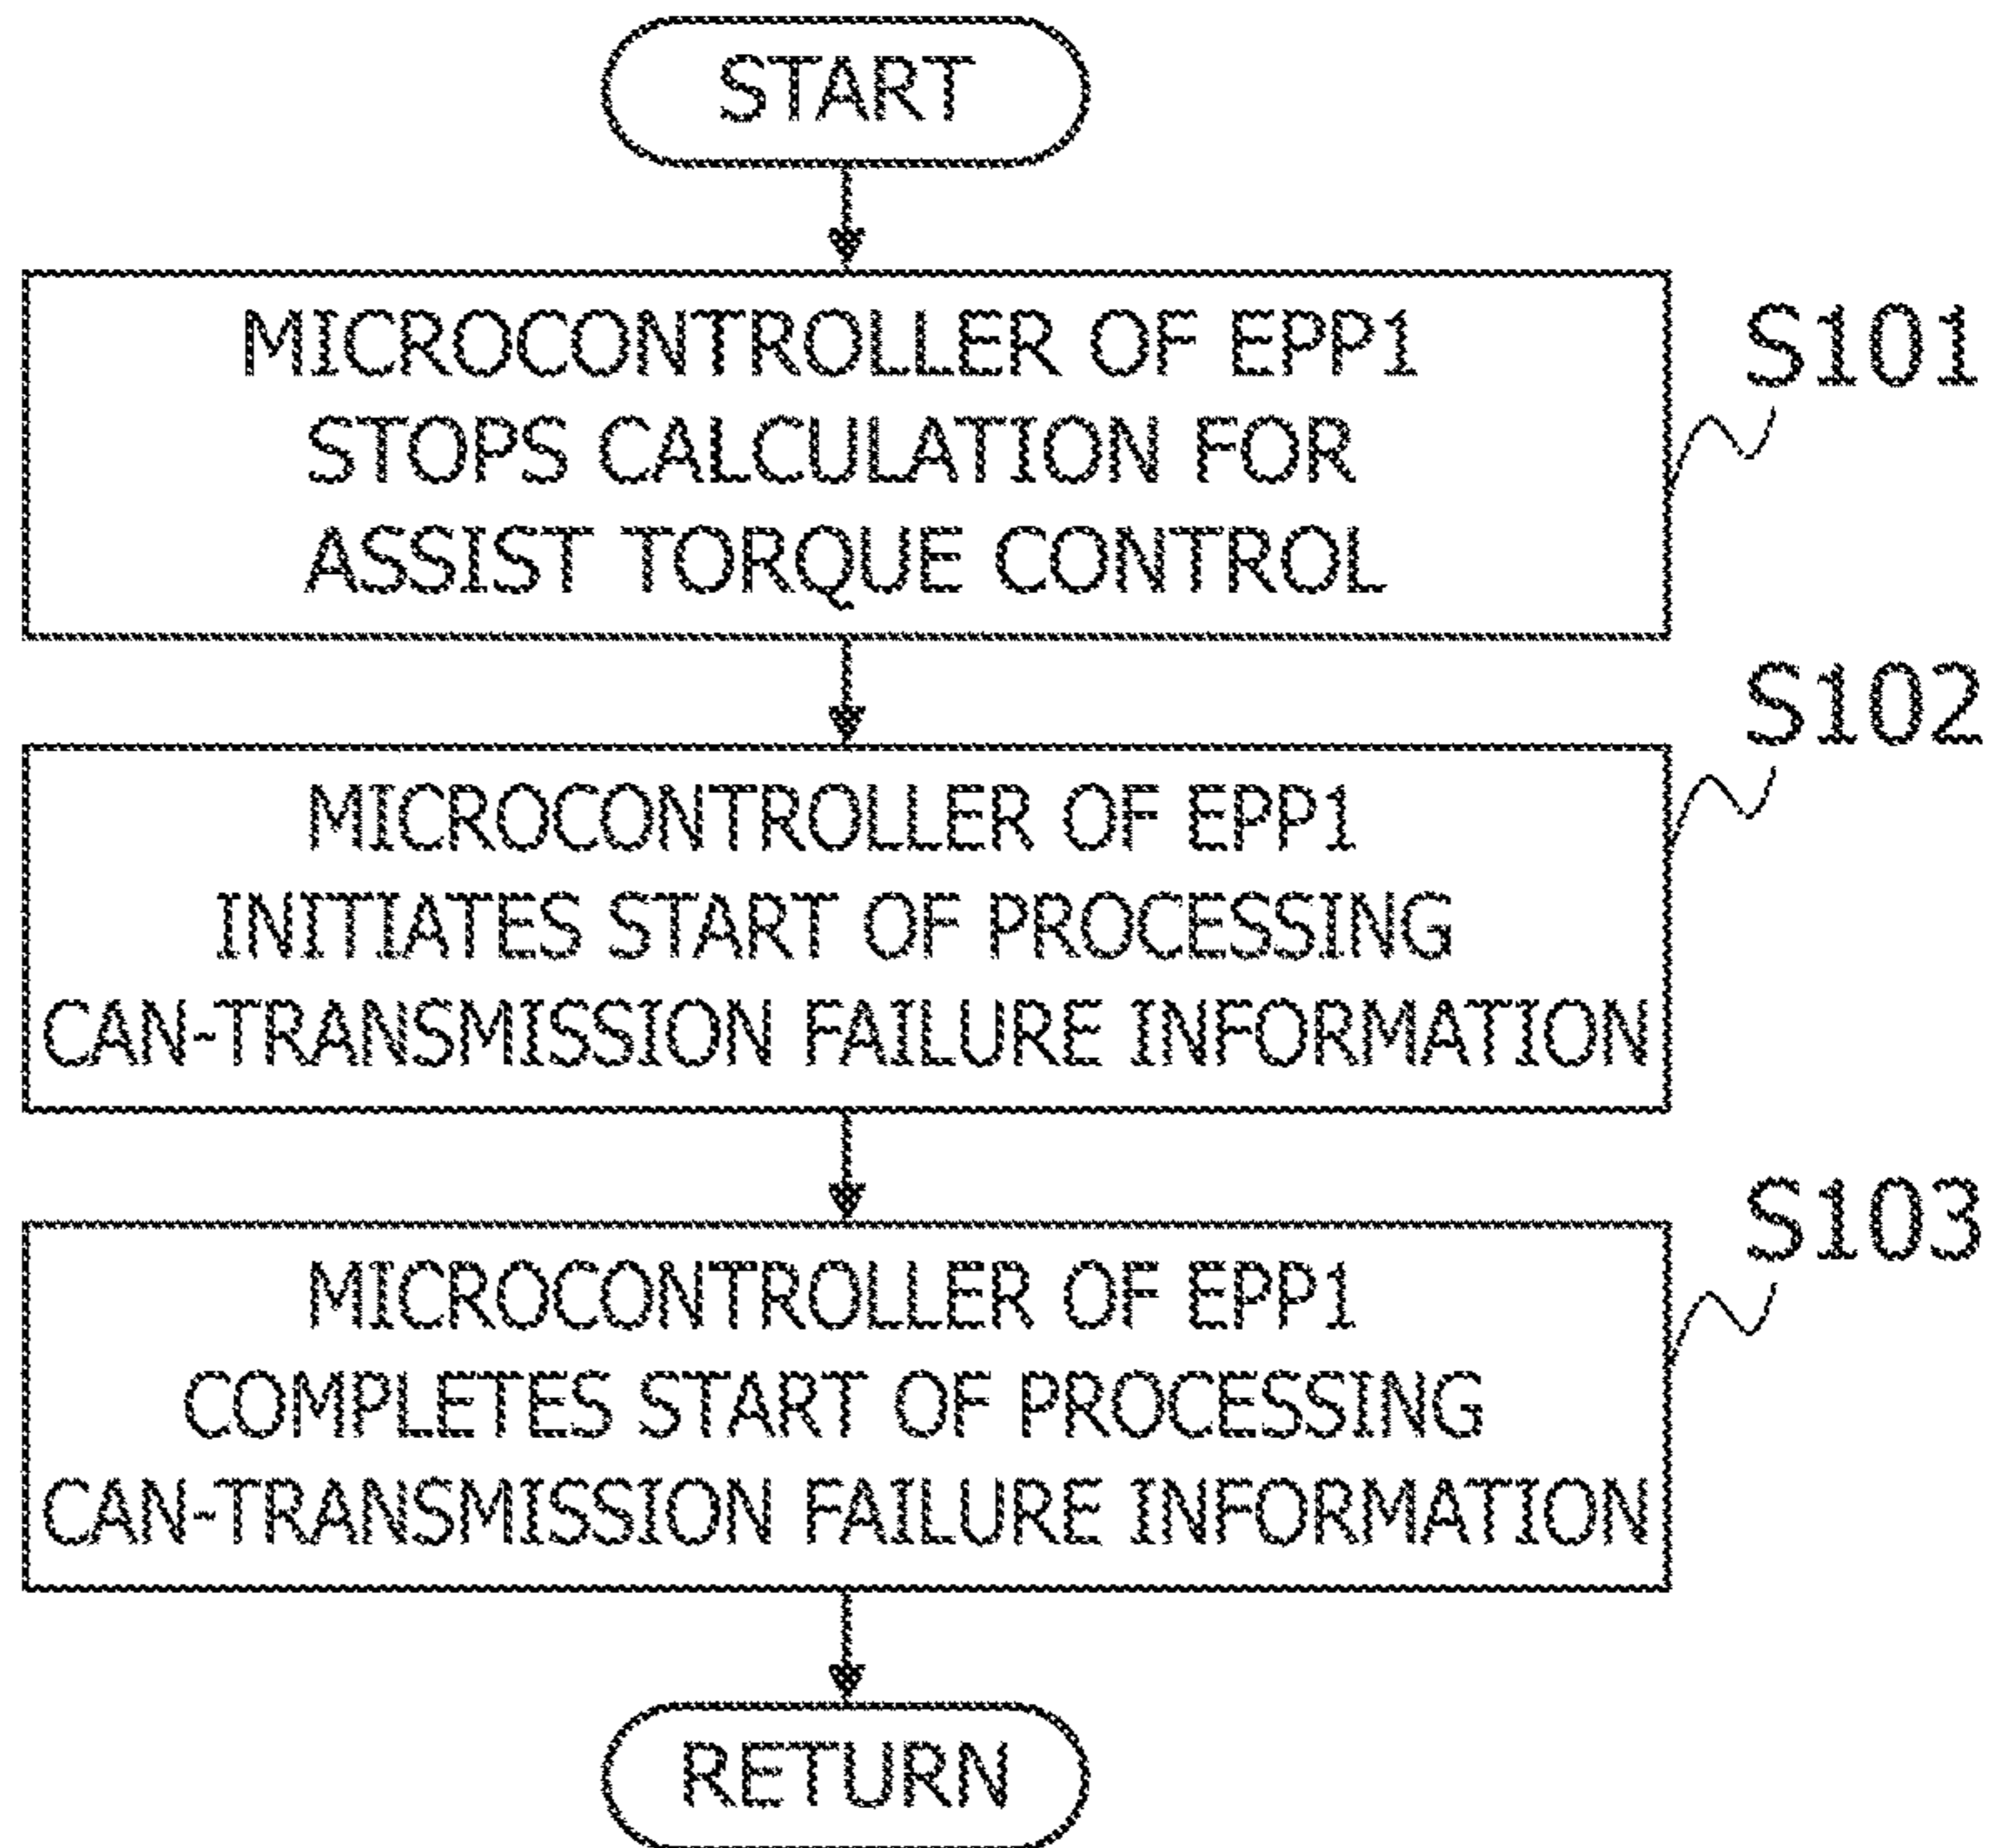 START
MICROCONTROLLER OF EPP1
STOPS CALCULATION FOR
ASSIST TORQUE CONTROL
S101
MICROCONTROLLER OF EPP1
INITIATES START OF PROCESSING
CAN-TRANSMISSION FAILURE INFORMATION
S102
MICROCONTROLLER OF EPP1
COMPLETES START OF PROCESSING
CAN-TRANSMISSION FAILURE INFORMATION
S103
RETURN